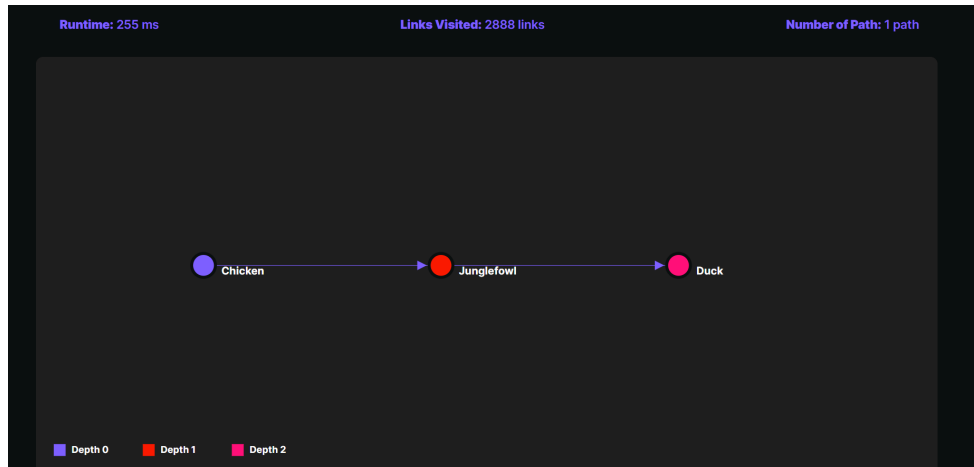 Runtime: 255 ms
Links Visited: 2888 links
Number of Path: 1 path
Chicken
Junglefowl
Duck
Depth 0
Depth 1
Depth 2